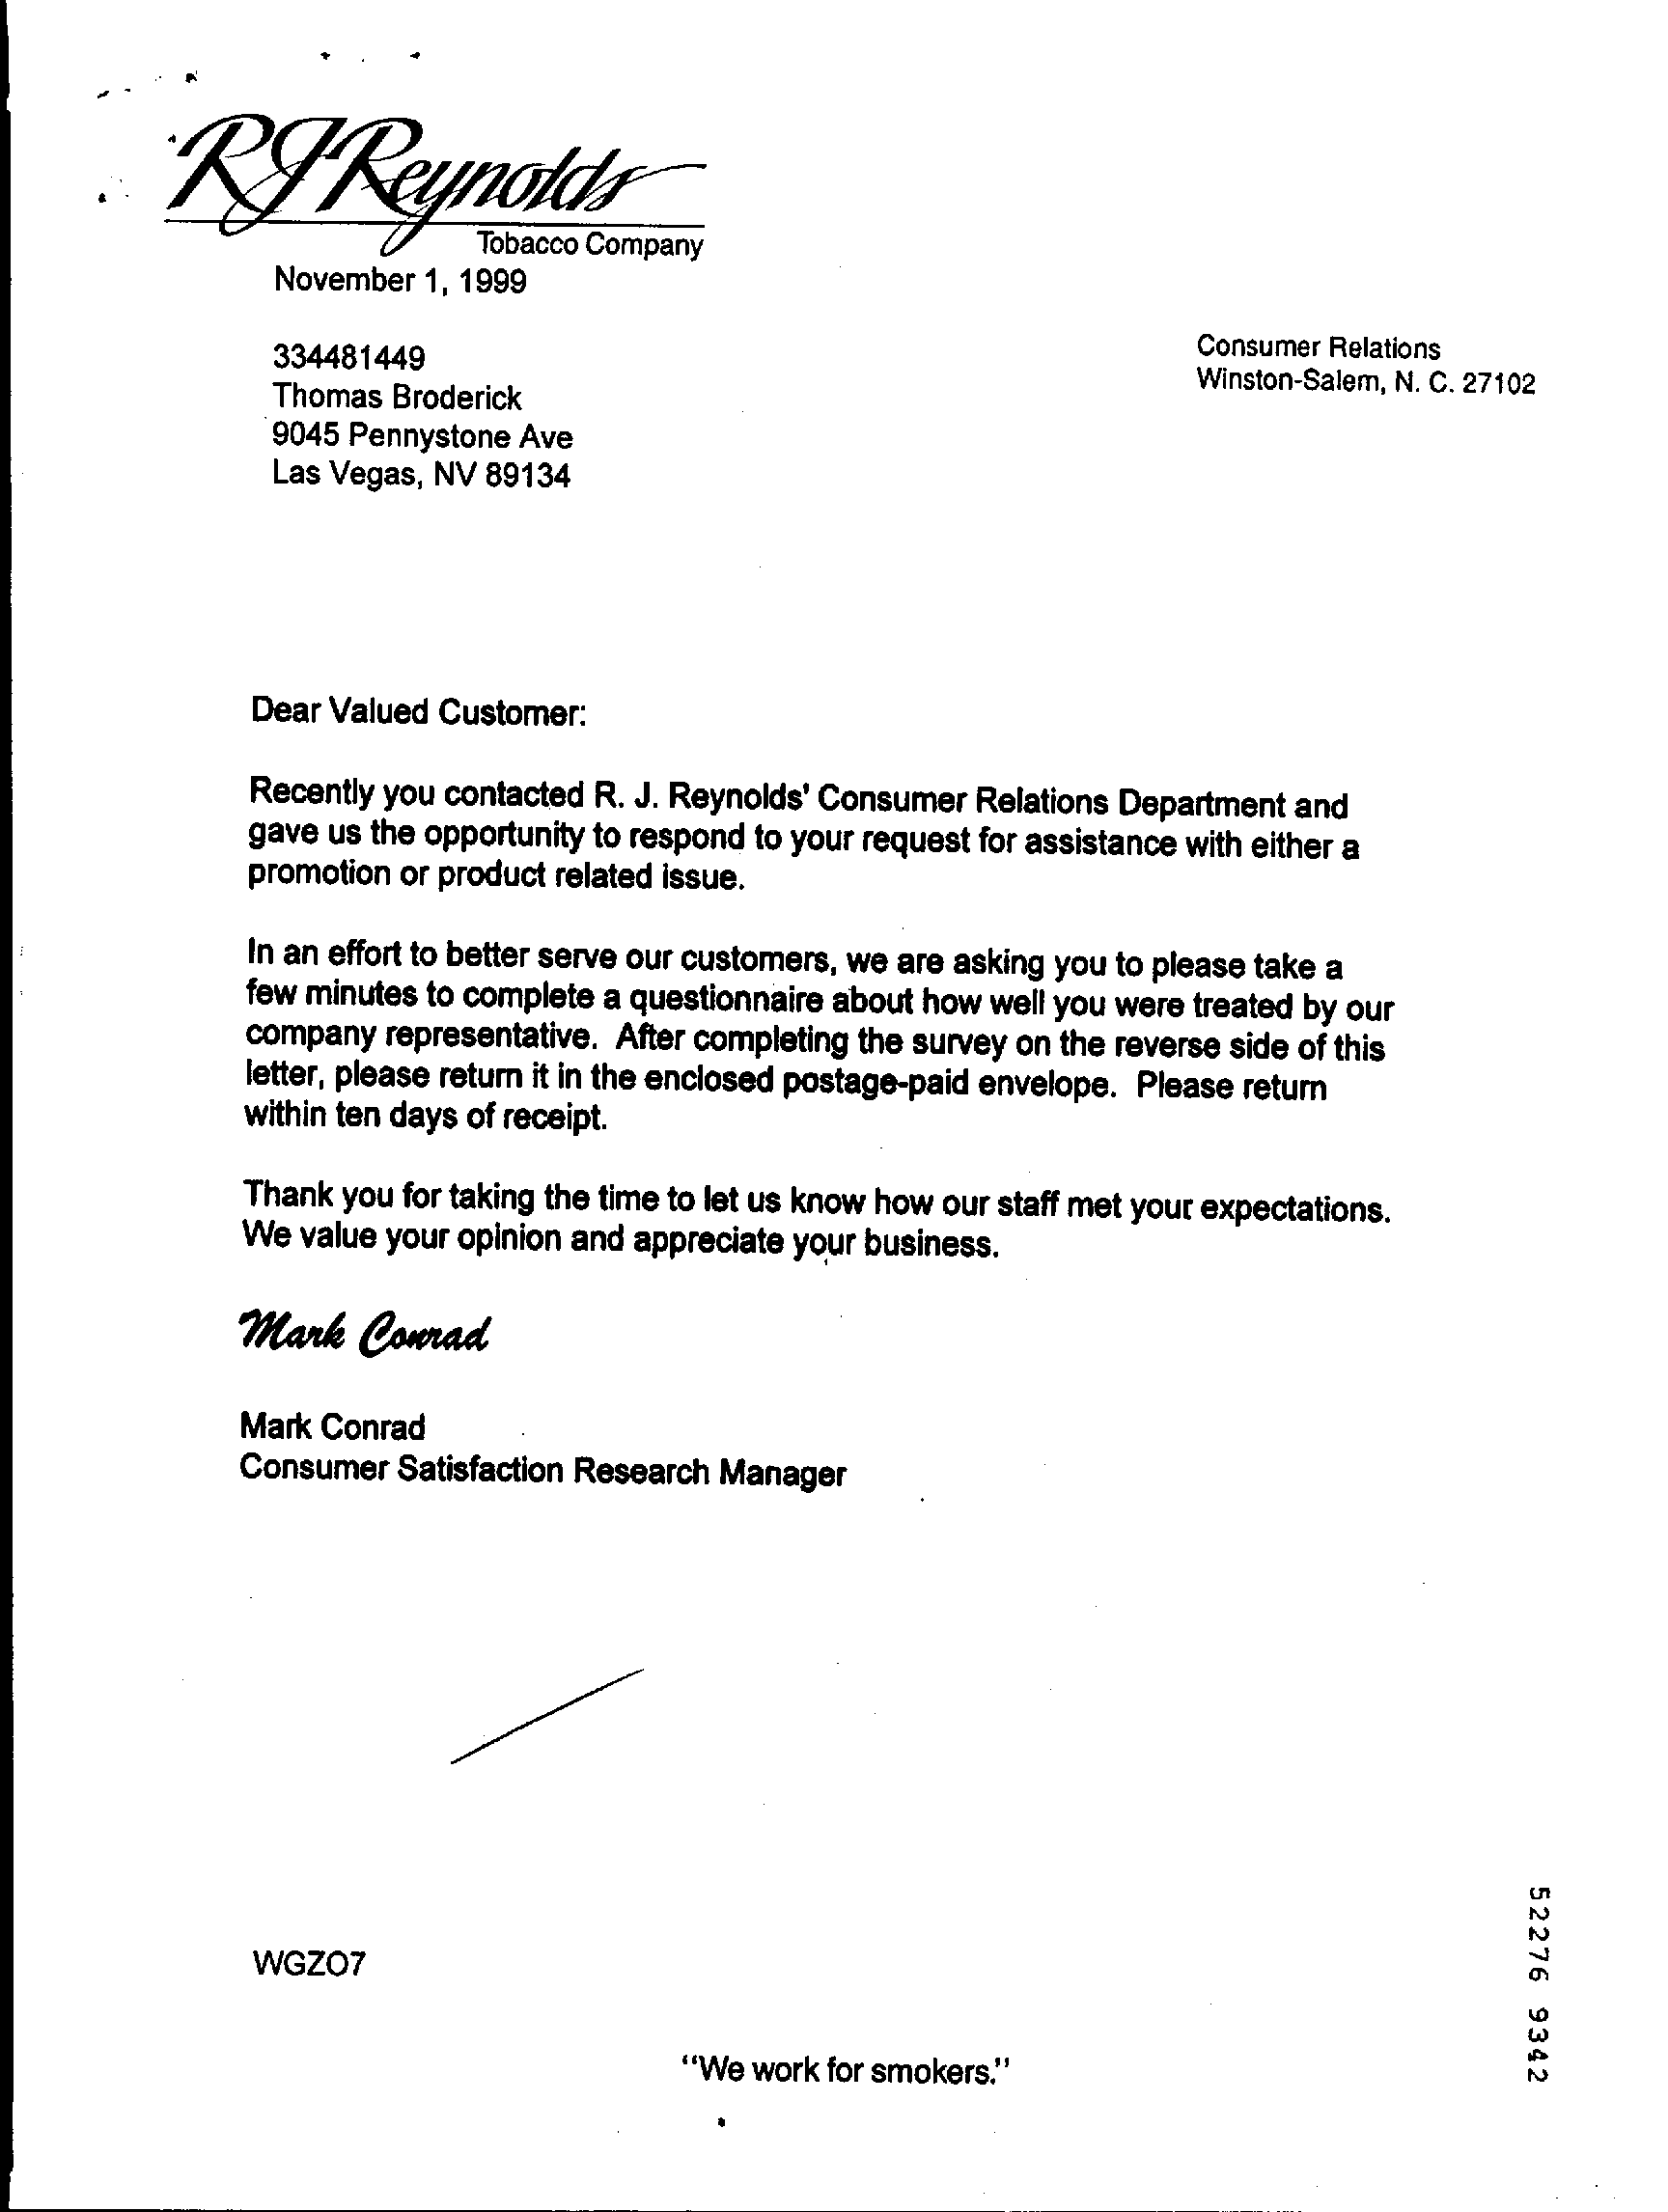 RJReynolds
Tobacco Company
November 1, 1999
334481449
Thomas Broderick
9045 Pennystone Ave
Las Vegas, NV 89134
Consumer Relations
Winston-Salem, N. C. 27102
Dear Valued Customer:
Recently you contacted R. J. Reynolds' Consumer Relations Department and
gave us the opportunity to respond to your request for assistance with either a
promotion or product related issue.
In an effort to better serve our customers, we are asking you to please take a
few minutes to complete a questionnaire about how well you were treated by our
company representative.  After completing the survey on the reverse side of this
letter, please return it in the enclosed postage-paid envelope.  Please return
within ten days of receipt.
Thank you for taking the time to let us know how our staff met your expectations.
We value your opinion and appreciate your business.
Mark Conrad
Mark Conrad
Consumer Satisfaction Research Manager
WGZO7
"We work for smokers."
52276 9342